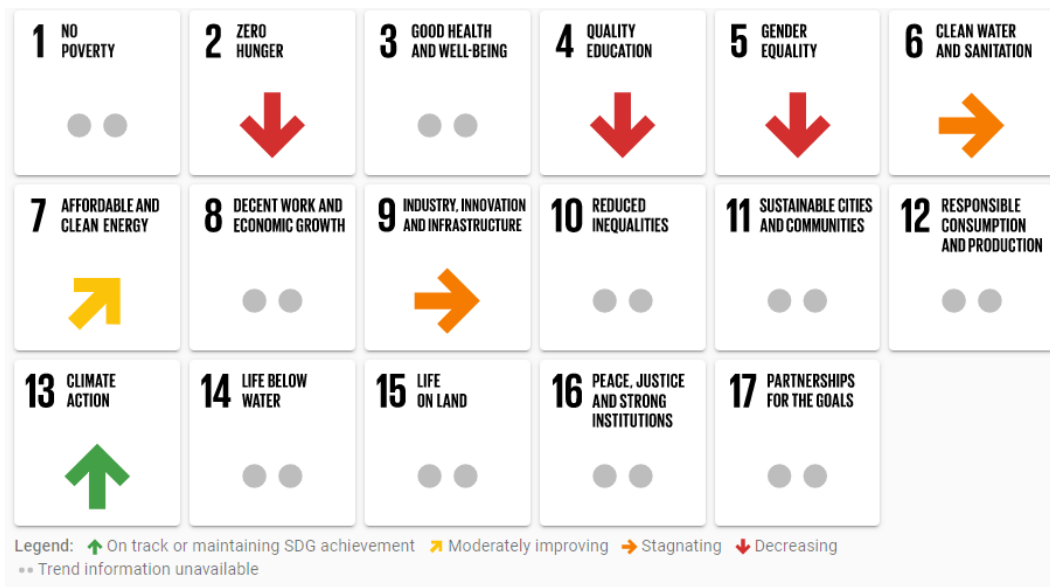 1 NO
POVERTY
2 ZERO
HUNGER
3 GOOD HEALTH
AND WELL-BEING
4 QUALITY
EDUCATION
5 GENDER
EQUALITY
6 CLEAN WATER
AND SANITATION
7 AFFORDABLE AND
CLEAN ENERGY
8 DECENT WORK AND
ECONOMIC GROWTH
9 INDUSTRY, INNOVATION
AND INFRASTRUCTURE
10 REDUCED
INEQUALITIES
11 SUSTAINABLE CITIES
AND COMMUNITIES
12 RESPONSIBLE
CONSUMPTION
AND PRODUCTION
13 CLIMATE
ACTION
14 LIFE BELOW
WATER
15 LIFE
ON LAND
16 PEACE, JUSTICE
AND STRONG
INSTITUTIONS
17 PARTNERSHIPS
FOR THE GOALS
Legend: On track or maintaining SDG achievement Moderately improving Stagnating Decreasing
Trend information unavailable